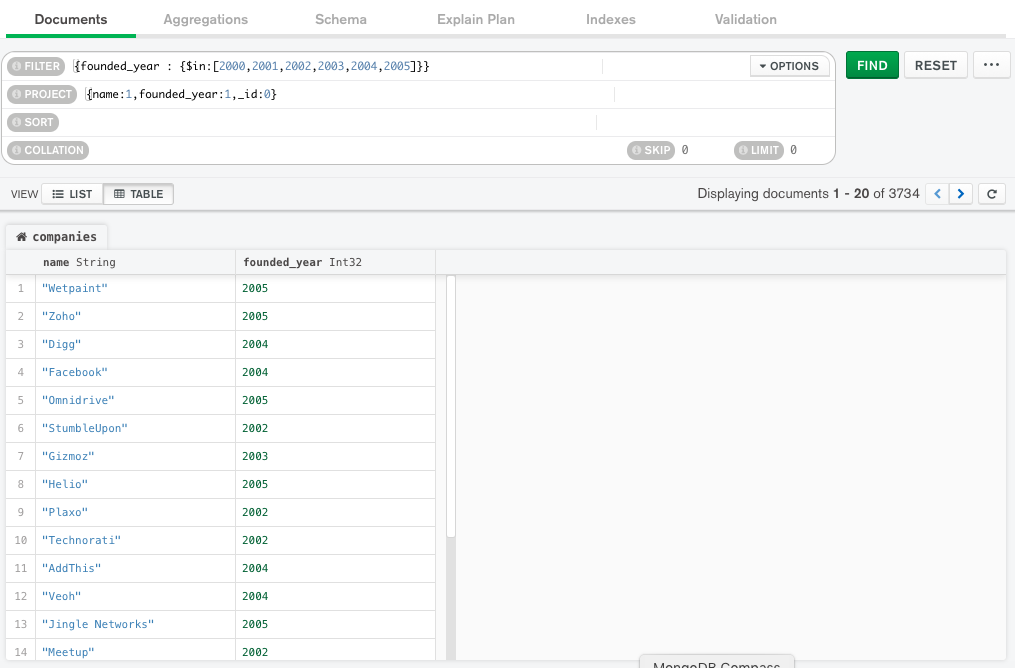 Documents Aggregations Schema Explain Plan Indexes Validation
FILTER {founded_year : {$in:[2000,2001,2002,2003,2004,2005]}} OPTIONS FIND RESET ...
PROJECT {name:1,founded_year:1,_id:0}
SORT
COLLATION SKIP 0 LIMIT 0
VIEW LIST TABLE Displaying documents 1 - 20 of 3734
companies
name String founded_year Int32
1 "Wetpaint" 2005
2 "Zoho" 2005
3 "Digg" 2004
4 "Facebook" 2004
5 "Omnidrive" 2005
6 "StumbleUpon" 2002
7 "Gizmoz" 2003
8 "Helio" 2005
9 "Plaxo" 2002
10 "Technorati" 2002
11 "AddThis" 2004
12 "Veoh" 2004
13 "Jingle Networks" 2005
14 "Meetup" 2002
MongoDB Compass